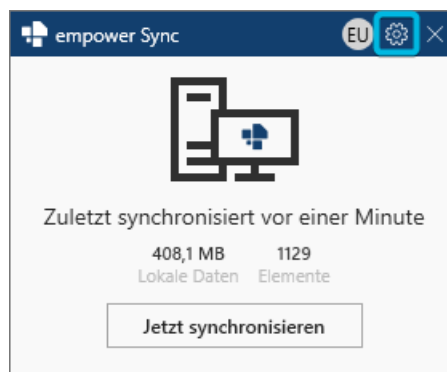 empower Sync EU
Zuletzt synchronisiert vor einer Minute
408,1 MB 1129
Lokale Daten Elemente
Jetzt synchronisieren